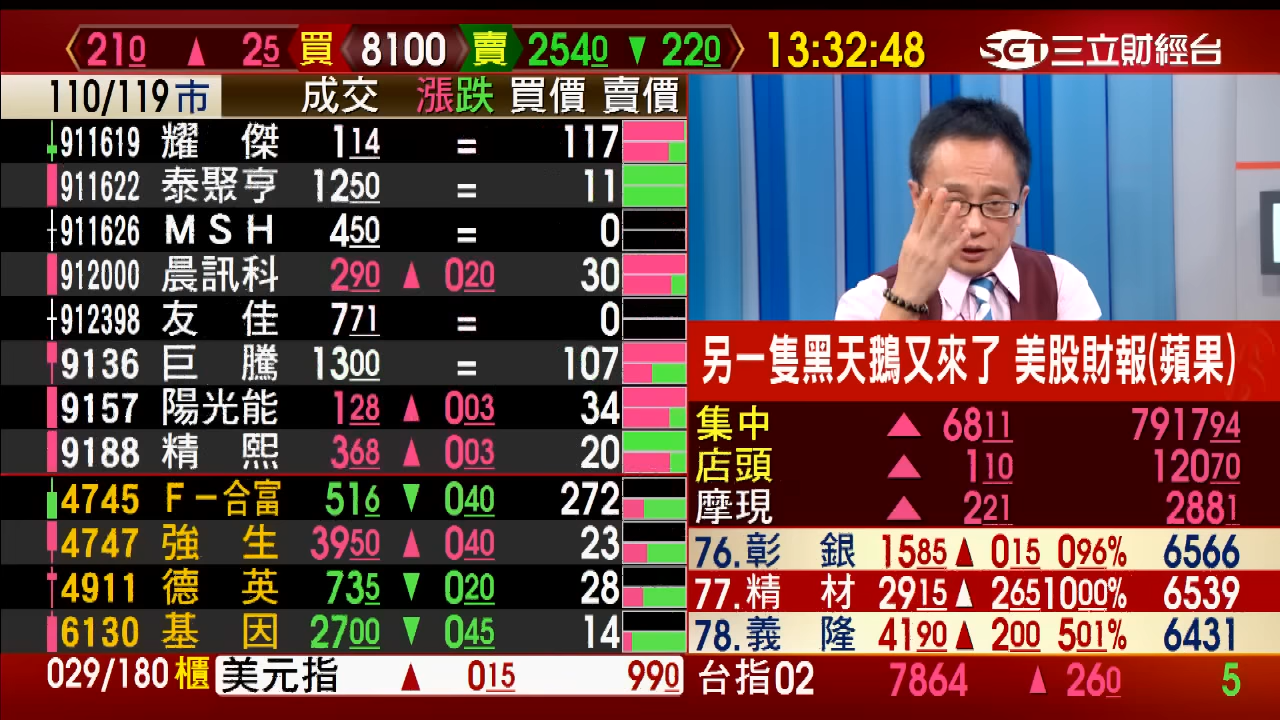 210 ▲ 25 買 8100 賣 2540 ▼ 220 13:32:48 SET三立財經台
110/119市 成交 漲跌 買價 賣價
911619 耀傑 114 = 117
911622 泰聚亨 1250 = 11
911626 MSH 450 = 0
912000 晨訊科 290 ▲ 020 30
912398 友佳 771 = 0
9136 巨騰 1300 = 107
9157 陽光能 128 ▲ 003 34
9188 精熙 368 ▲ 003 20
4745 F-合富 516 ▼ 040 272
4747 強生 3950 ▲ 040 23
4911 德英 735 ▼ 020 28
6130 基因 2700 ▼ 045 14
029/180櫃 美元指 ▲ 015 990
另一隻黑天鵝又來了 美股財報(蘋果)
集中 ▲ 6811 791794
店頭 ▲ 110 12070
摩現 ▲ 221 2881
76.彰銀 1585 ▲ 015 096% 6566
77.精材 2915 ▲ 265 1000% 6539
78.義隆 4190 ▲ 200 501% 6431
台指02 7864 ▲ 260 5